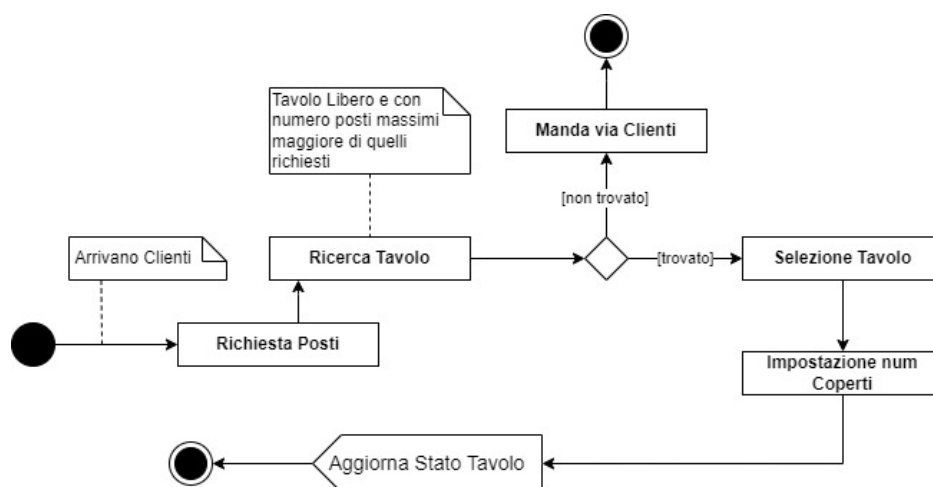 Tavolo Libero e con
numero posti massimi
maggiore di quelli
richiesti
Manda via Clienti
[non trovato]
Arrivano Clienti
Ricerca Tavolo
[trovato]
Selezione Tavolo
Richiesta Posti
Impostazione num
Coperti
Aggiorna Stato Tavolo